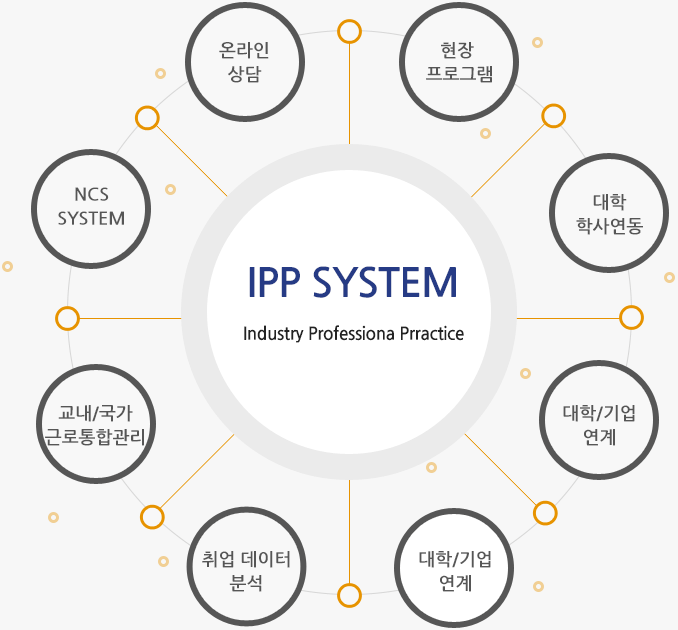 온라인
상담
현장
프로그램
NCS
SYSTEM
대학
학사연동
IPP SYSTEM
Industry Professiona Prractice
교내/국가
근로통합관리
대학/기업
연계
취업 데이터
분석
대학/기업
연계